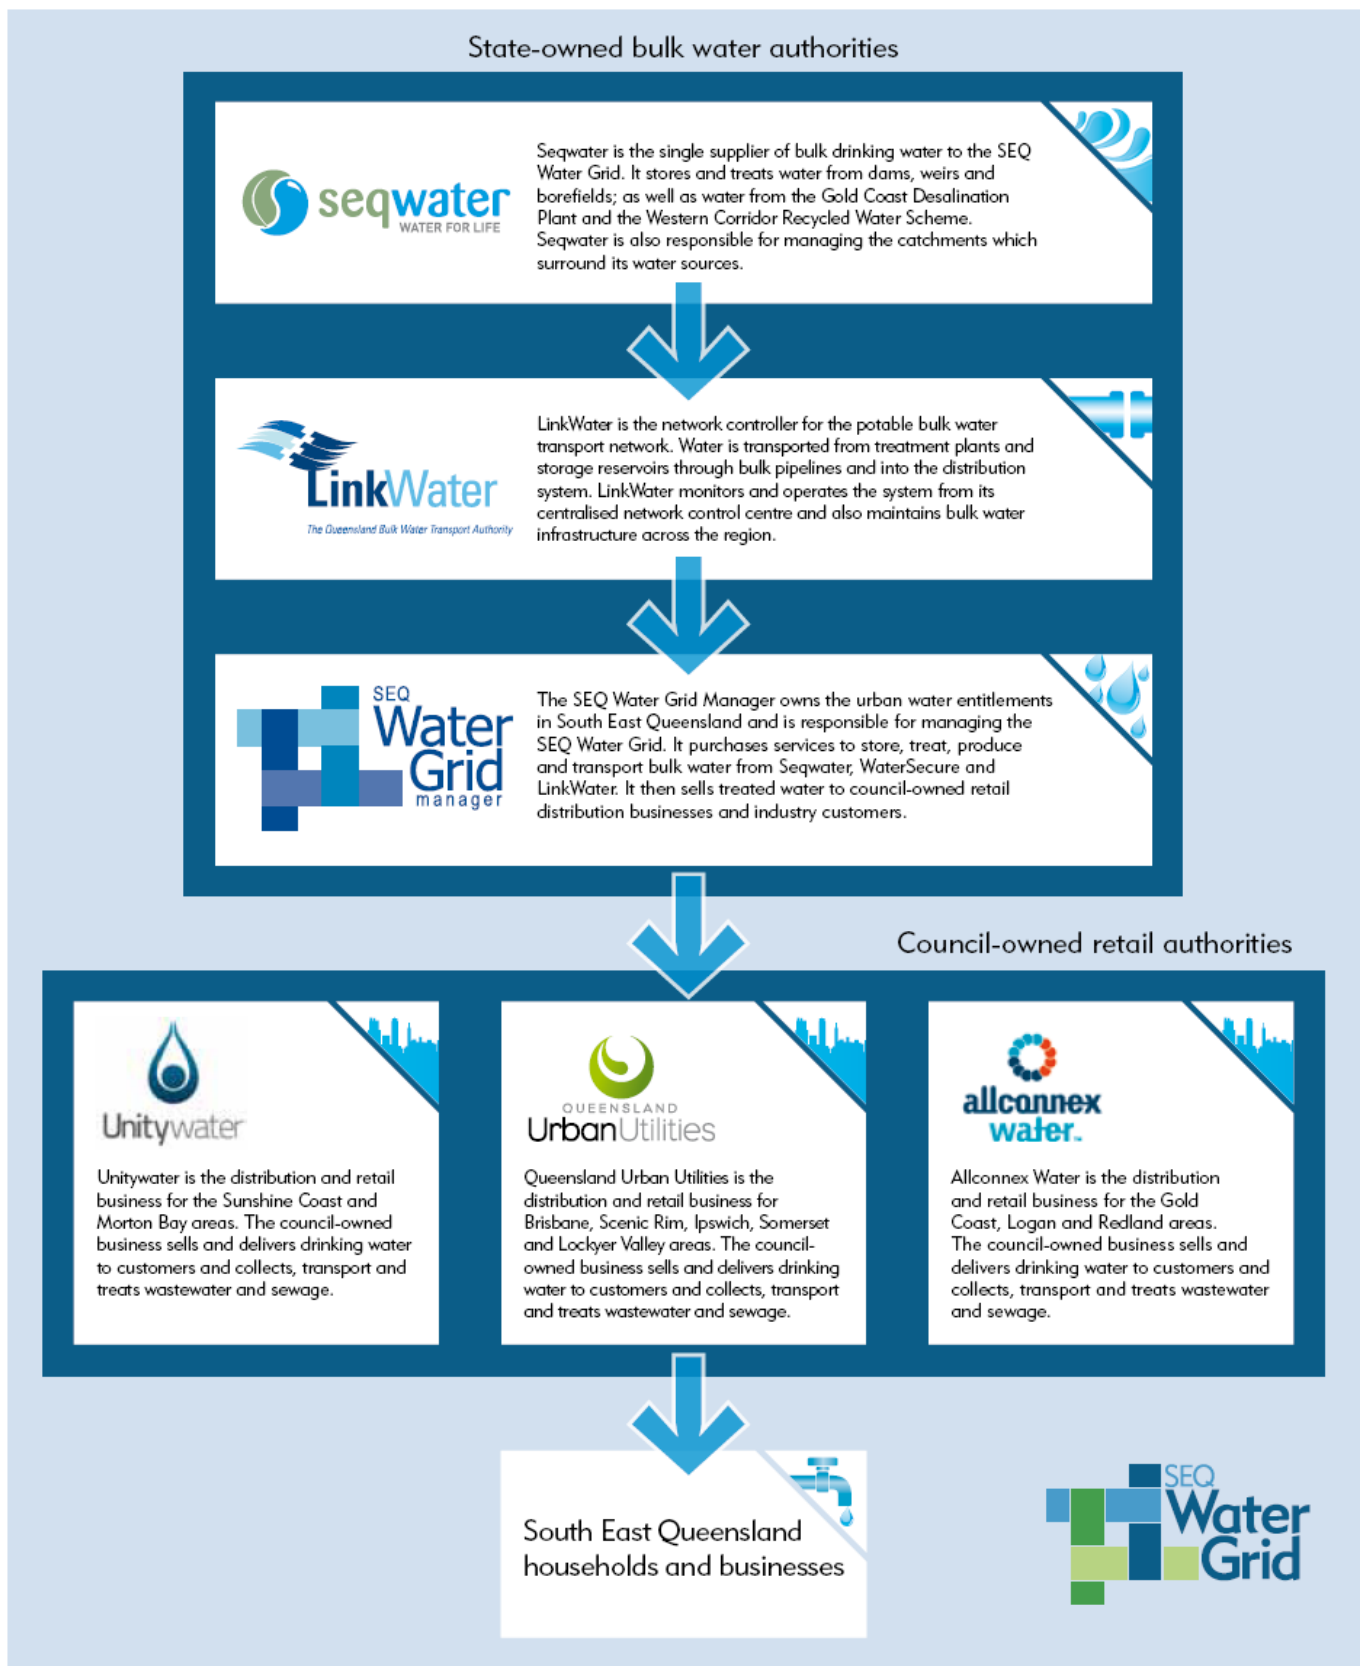 State-owned bulk water authorities
seqwater
WATER FOR LIFE
Seqwater is the single supplier of bulk drinking water to the SEQ
Water Grid. It stores and treats water from dams, weirs and
borefields; as well as water from the Gold Coast Desalination
Plant and the Western Corridor Recycled Water Scheme.
Seqwater is also responsible for managing the catchments which
surround its water sources.
LinkWater
The Queensland Bulk Water Transport Authority
LinkWater is the network controller for the potable bulk water
transport network. Water is transported from treatment plants and
storage reservoirs through bulk pipelines and into the distribution
system. LinkWater monitors and operates the system from its
centralised network control centre and also maintains bulk water
infrastructure across the region.
SEQ
Water
Grid
manager
The SEQ Water Grid Manager owns the urban water entitlements
in South East Queensland and is responsible for managing the
SEQ Water Grid. It purchases services to store, treat, produce
and transport bulk water from Seqwater, WaterSecure and
LinkWater. It then sells treated water to council-owned retail
distribution businesses and industry customers.
Council-owned retail authorities
Unitywater
Unitywater is the distribution and retail
business for the Sunshine Coast and
Morton Bay areas. The council-owned
business sells and delivers drinking water
to customers and collects, transport and
treats wastewater and sewage.
QUEENSLAND
UrbanUtilities
Queensland Urban Utilities is the
distribution and retail business for
Brisbane, Scenic Rim, Ipswich, Somerset
and Lockyer Valley areas. The council-
owned business sells and delivers drinking
water to customers and collects, transport
and treats wastewater and sewage.
allconnex
water™
Allconnex Water is the distribution
and retail business for the Gold
Coast, Logan and Redland areas.
The council-owned business sells and
delivers drinking water to customers and
collects, transport and treats wastewater
and sewage.
South East Queensland
households and businesses
SEQ
Water
Grid